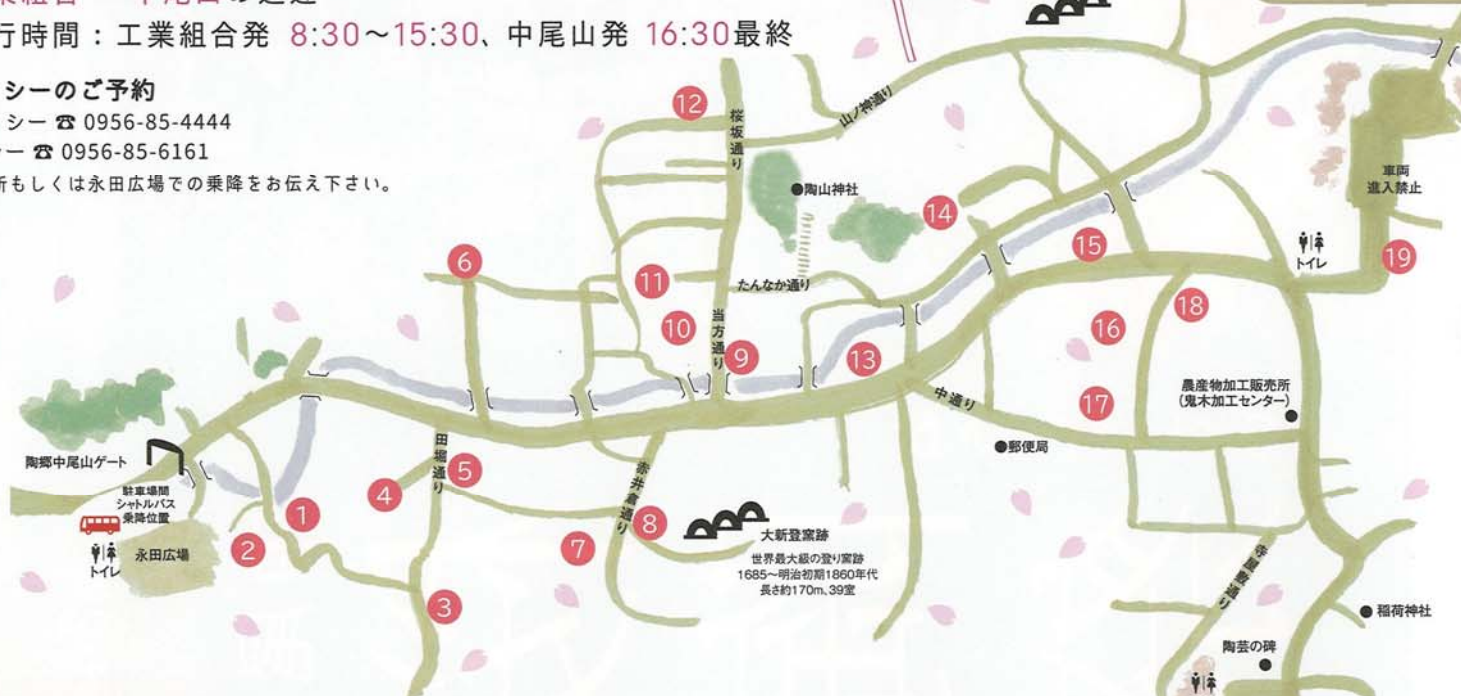 中尾山
行時間：工業組合発 8:30～15:30、中尾山発 16:30最終
シーのご予約
シー ☎ 0956-85-4444
ー ☎ 0956-85-6161
所もしくは永田広場での乗降をお伝え下さい。
12
桜坂通り
山ノ神通り
陶山神社
車両
進入禁止
14
15
トイレ
19
6
11
たんなか通り
10
当方通り
9
13
16
18
17
農産物加工販売所
(鬼木加工センター)
中通り
郵便局
陶郷中尾山ゲート
駐車場間
シャトルバス
乗降位置
トイレ
永田広場
田堀通り
5
4
1
2
3
赤井倉通り
8
7
大新登窯跡
世界最大級の登り窯跡
1685～明治初期1860年代
長さ約170m、39室
寺屋敷通り
稲荷神社
陶芸の碑